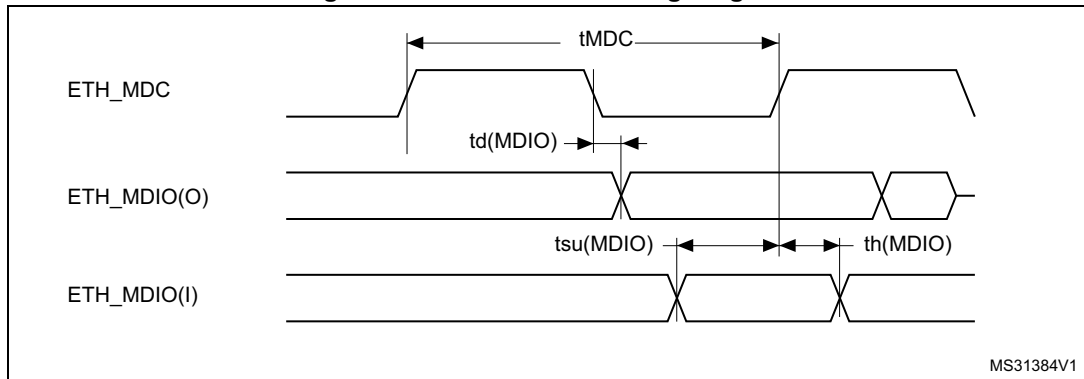 tMDC
ETH_MDC
td(MDIO)
ETH_MDIO(O)
tsu(MDIO)
th(MDIO)
ETH_MDIO(I)
MS31384V1